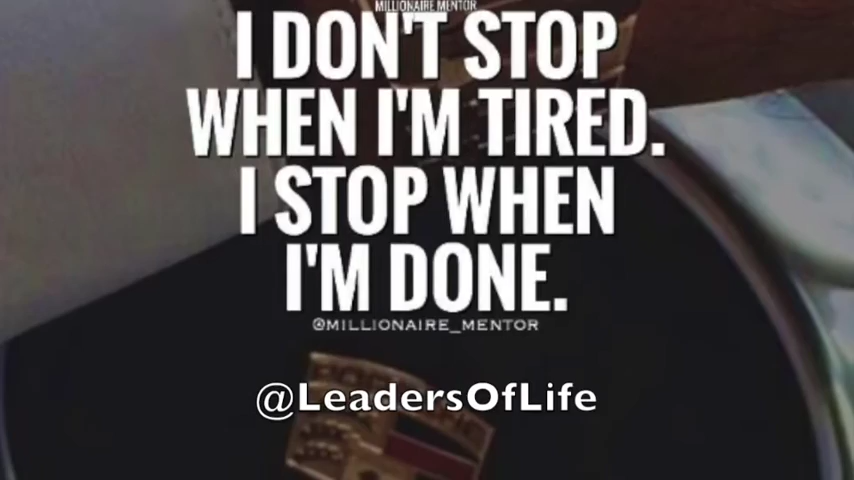 MILLIONAIRE MENTOR
I DON'T STOP
WHEN I'M TIRED.
I STOP WHEN
I'M DONE.
@MILLIONAIRE_MENTOR
@LeadersOfLife